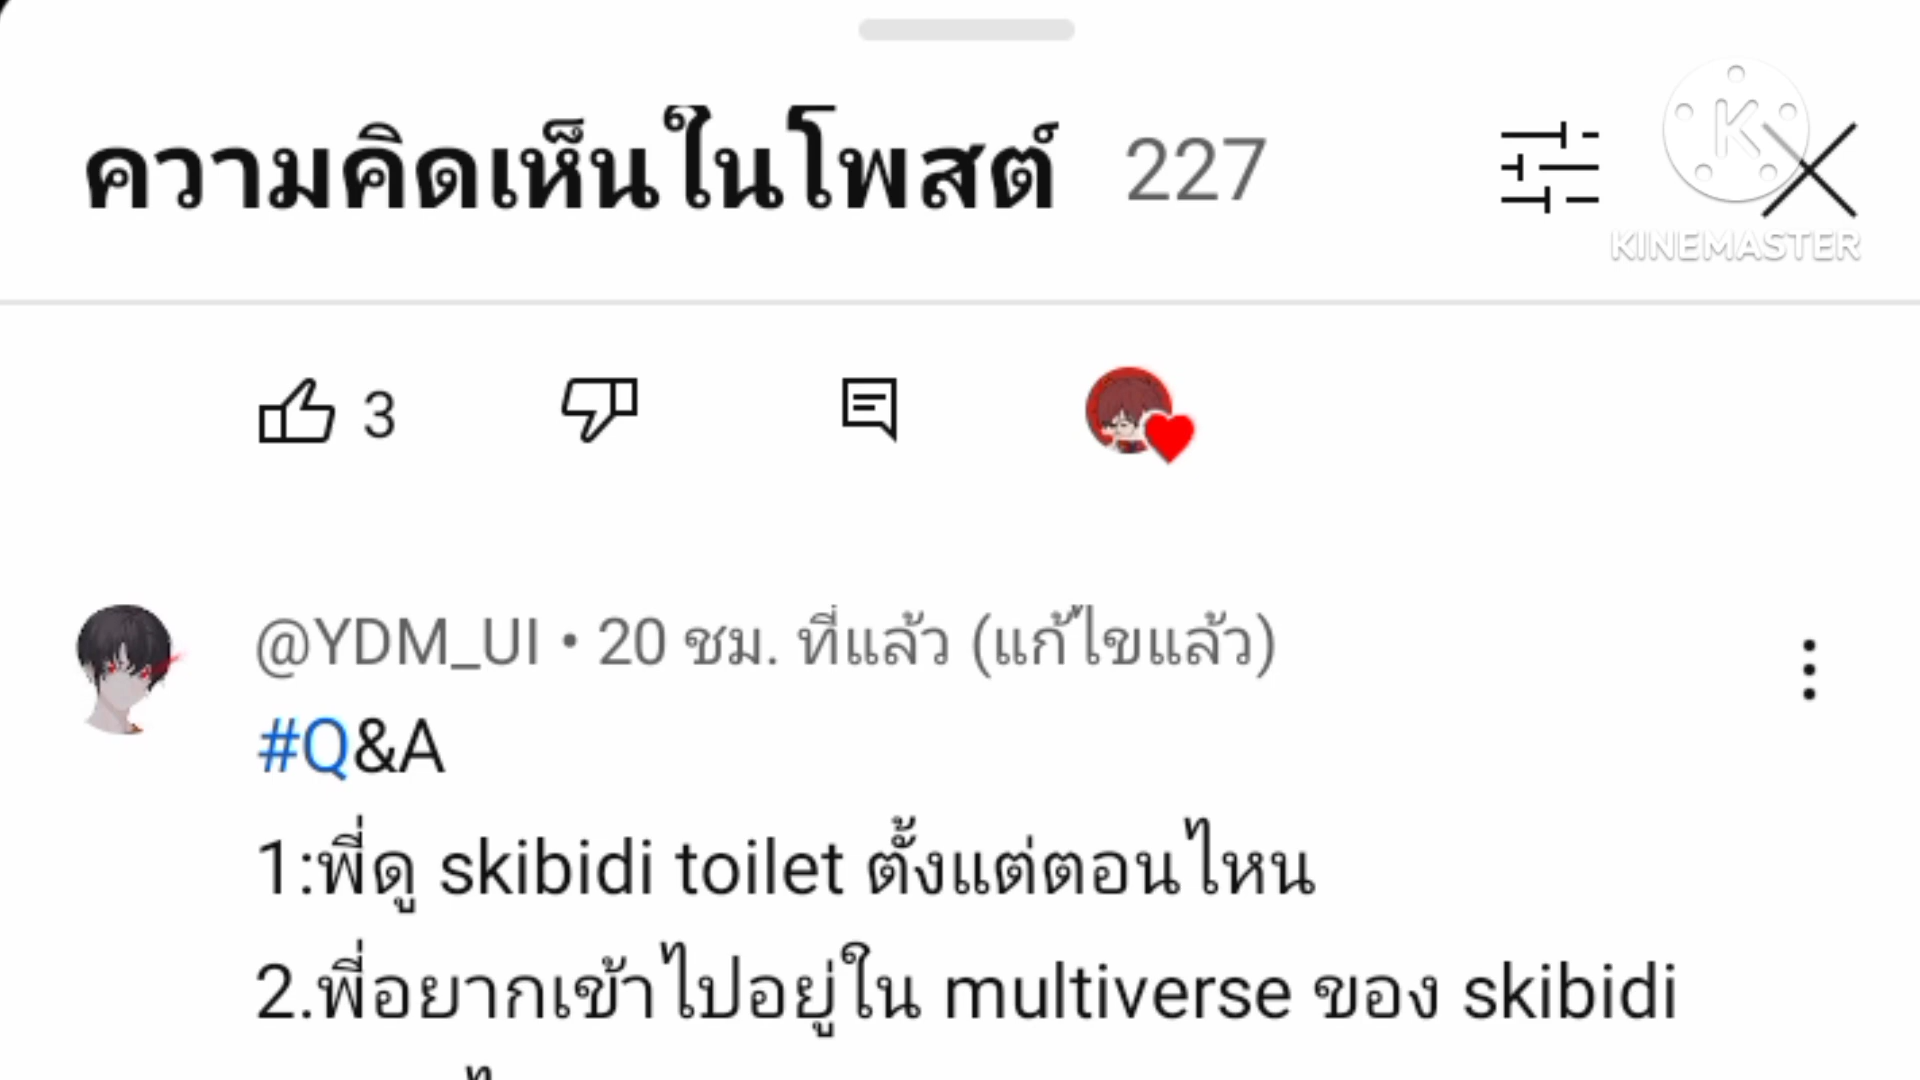 ความคิดเห็นในโพสต์ 227
KINEMASTER
3
@YDM_UI • 20 ชม. ที่แล้ว (แก้ไขแล้ว)
#Q&A
1:พี่ดู skibidi toilet ตั้งแต่ตอนไหน
2.พี่อยากเข้าไปอยู่ใน multiverse ของ skibidi